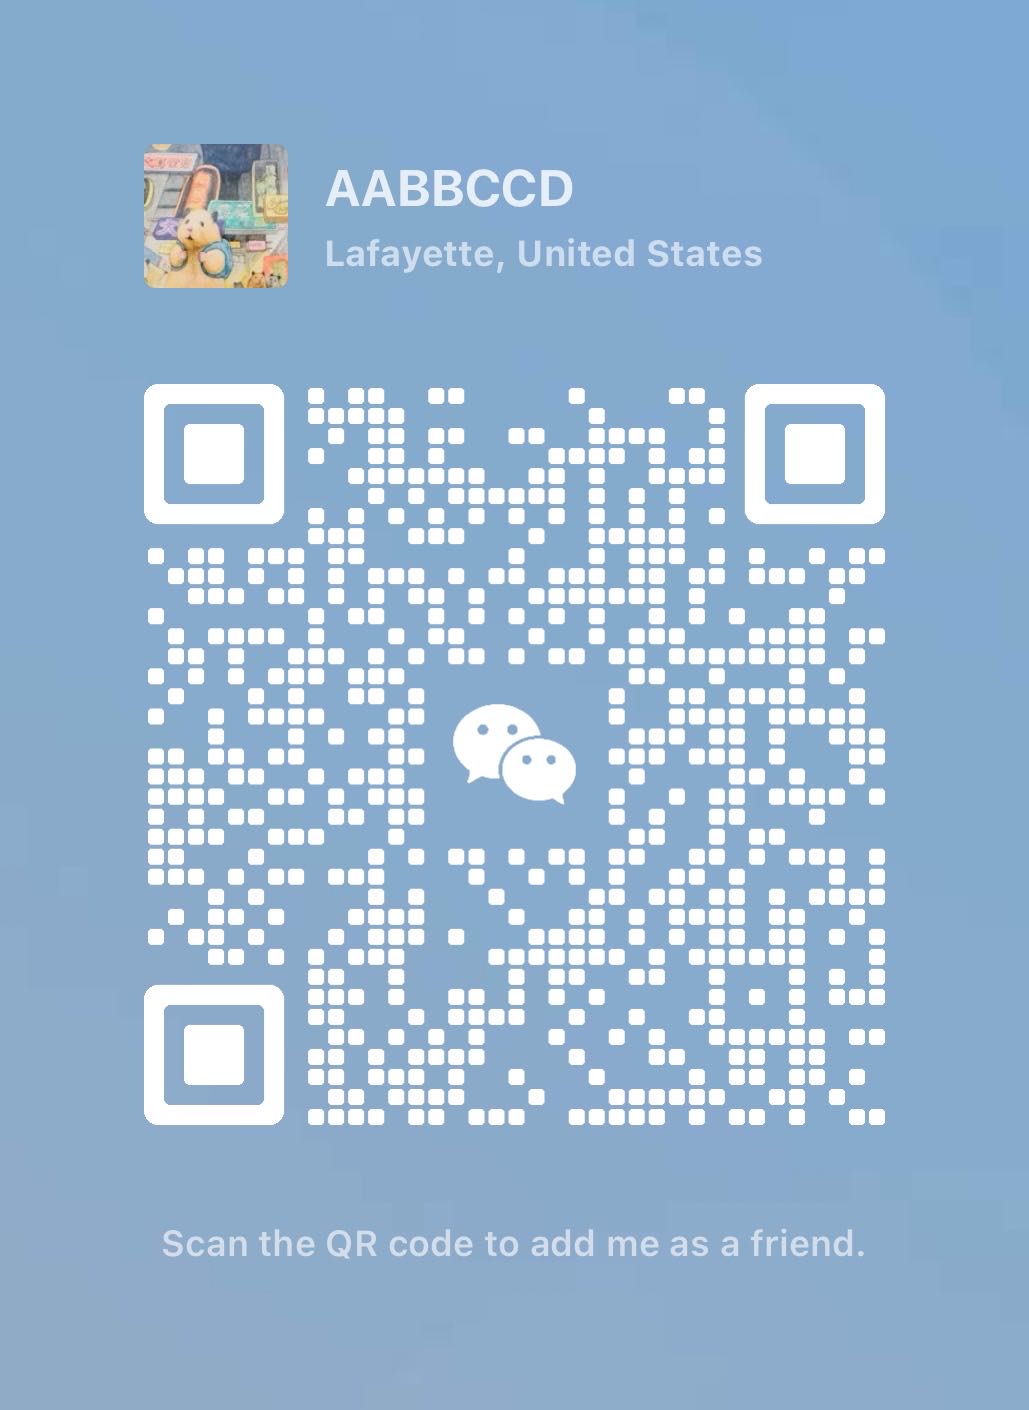 AABBCCD
Lafayette, United States
Scan the QR code to add me as a friend.